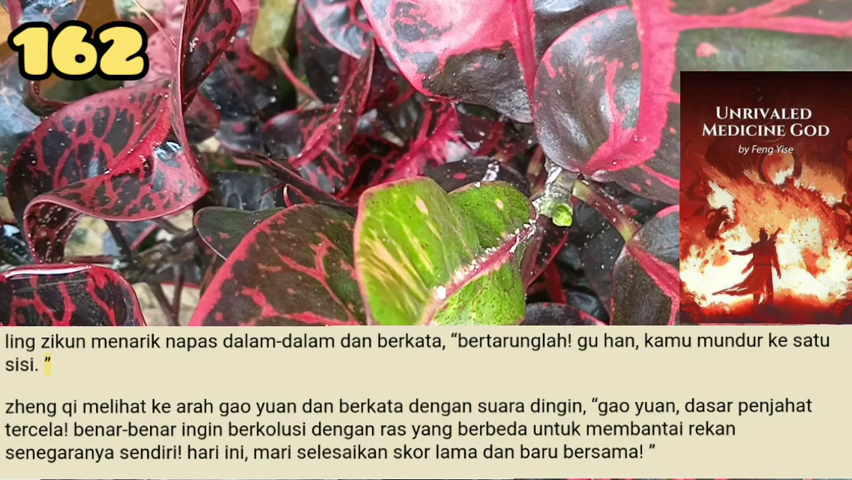 162
UNRIVALED
MEDICINE GOD
by Feng Yise
ling zikun menarik napas dalam-dalam dan berkata, “bertarunglah! gu han, kamu mundur ke satu
sisi. ”
zheng qi melihat ke arah gao yuan dan berkata dengan suara dingin, “gao yuan, dasar penjahat
tercela! benar-benar ingin berkolusi dengan ras yang berbeda untuk membantai rekan
senegaranya sendiri! hari ini, mari selesaikan skor lama dan baru bersama! ”